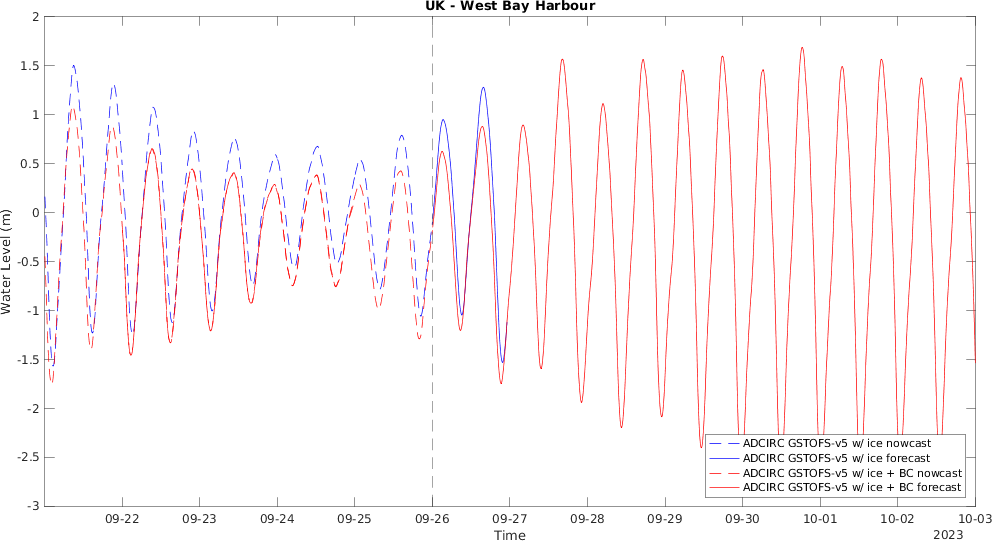 UK - West Bay Harbour
2
1.5
1
0.5
0
-0.5
-1
-1.5
-2
-2.5
-3
Water Level (m)
ADCIRC GSTOFS-v5 w/ ice nowcast
ADCIRC GSTOFS-v5 w/ ice forecast
ADCIRC GSTOFS-v5 w/ ice + BC nowcast
ADCIRC GSTOFS-v5 w/ ice + BC forecast
09-22 09-23 09-24 09-25 09-26 09-27 09-28 09-29 09-30 10-01 10-02 10-03
Time
2023